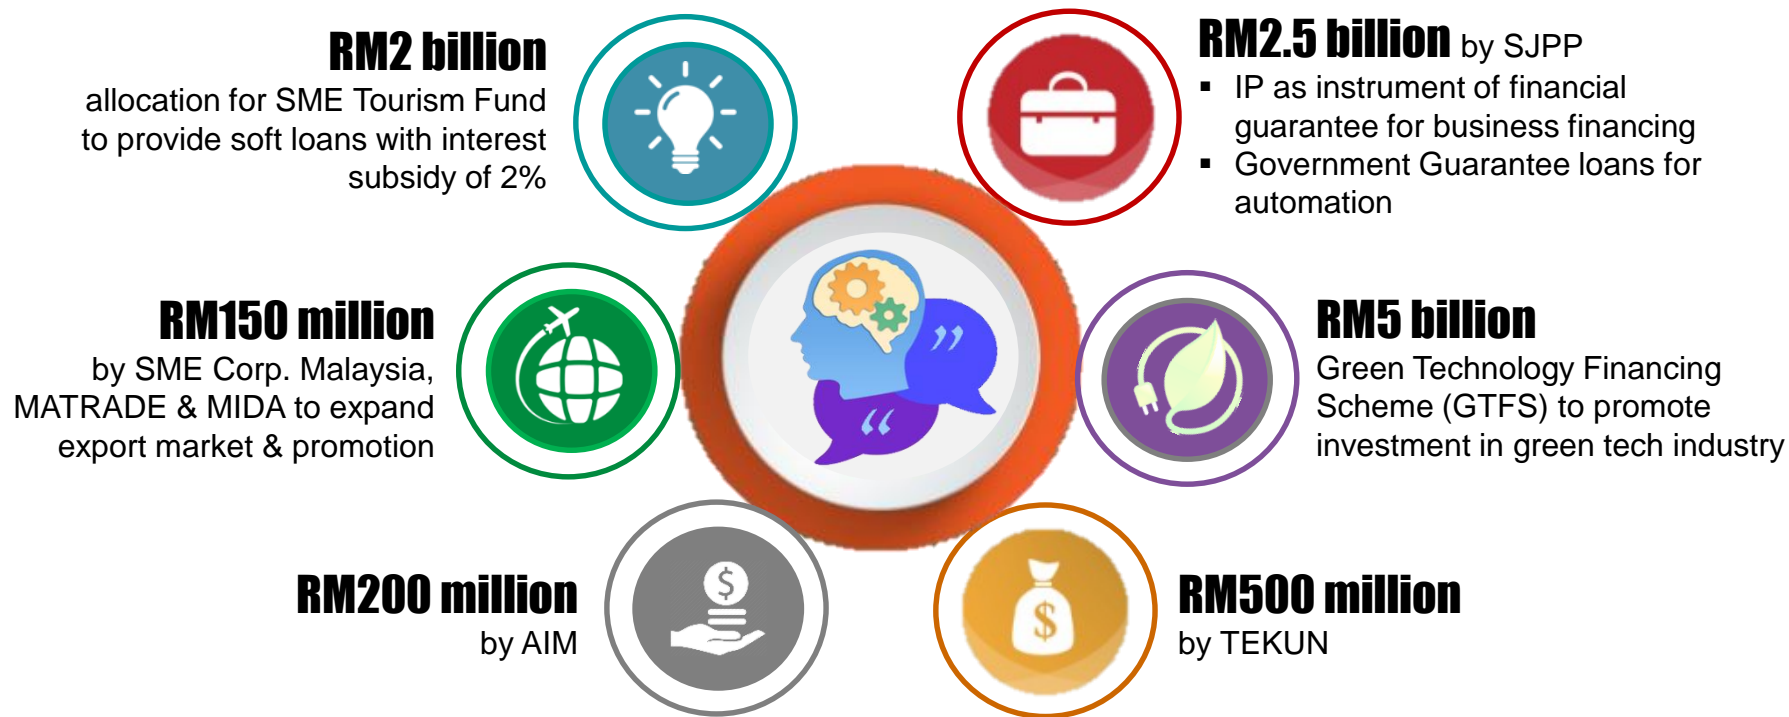 RM2 billion
allocation for SME Tourism Fund
to provide soft loans with interest
subsidy of 2%
RM2.5 billion by SJPP
▪ IP as instrument of financial
guarantee for business financing
▪ Government Guarantee loans for
automation
RM150 million
by SME Corp. Malaysia,
MATRADE & MIDA to expand
export market & promotion
RM5 billion
Green Technology Financing
Scheme (GTFS) to promote
investment in green tech industry
RM200 million
by AIM
$
$
RM500 million
by TEKUN